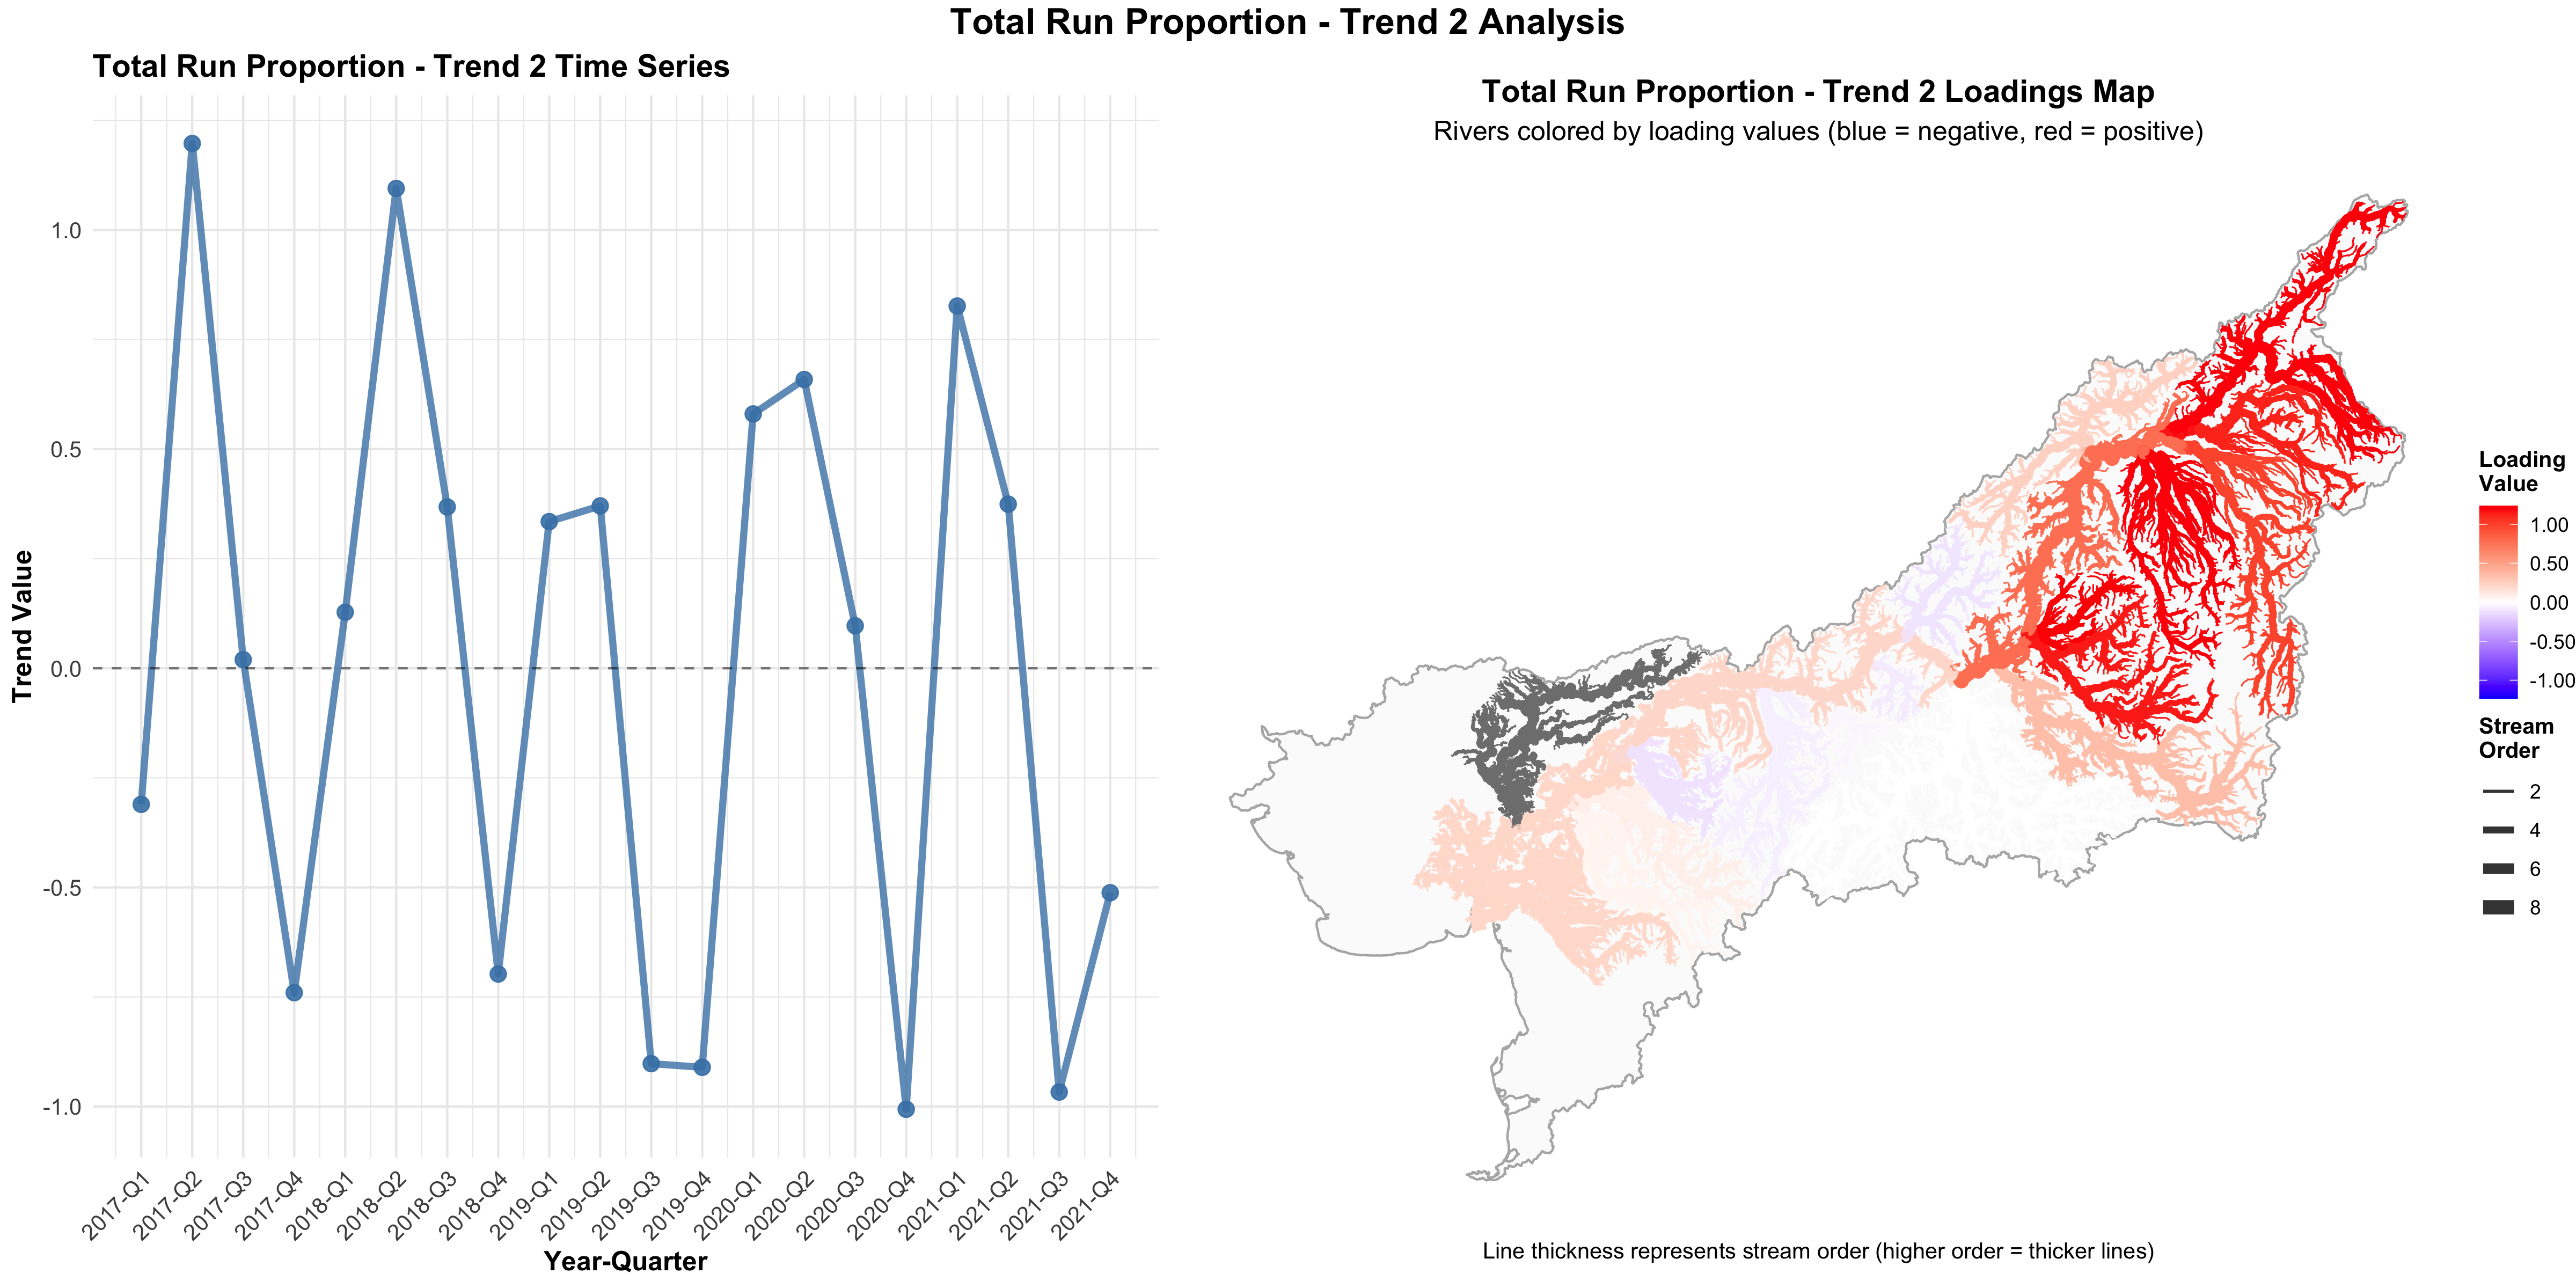 Total Run Proportion - Trend 2 Analysis
Total Run Proportion - Trend 2 Time Series
Trend Value
1.0
0.5
0.0
-0.5
-1.0
2017-Q1
2017-Q2
2017-Q3
2017-Q4
2018-Q1
2018-Q2
2018-Q3
2018-Q4
2019-Q1
2019-Q2
2019-Q3
2019-Q4
2020-Q1
2020-Q2
2020-Q3
2020-Q4
2021-Q1
2021-Q2
2021-Q3
2021-Q4
Year-Quarter
Total Run Proportion - Trend 2 Loadings Map
Rivers colored by loading values (blue = negative, red = positive)
Loading
Value
1.00
0.50
0.00
-0.50
-1.00
Stream
Order
2
4
6
8
Line thickness represents stream order (higher order = thicker lines)